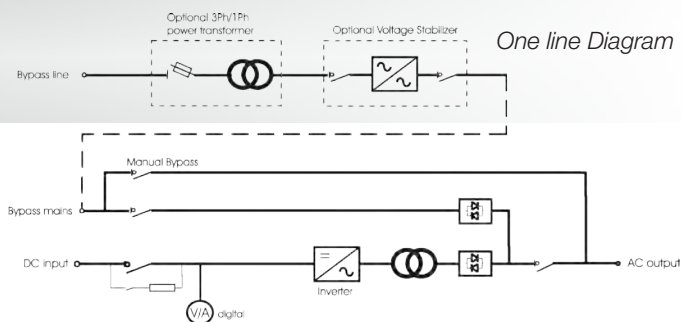 One line Diagram
Optional 3Ph/1Ph
power transformer
Optional Voltage Stabilizer
Bypass line
Manual Bypass
Bypass mains
DC input
Inverter
AC output
V/A digital